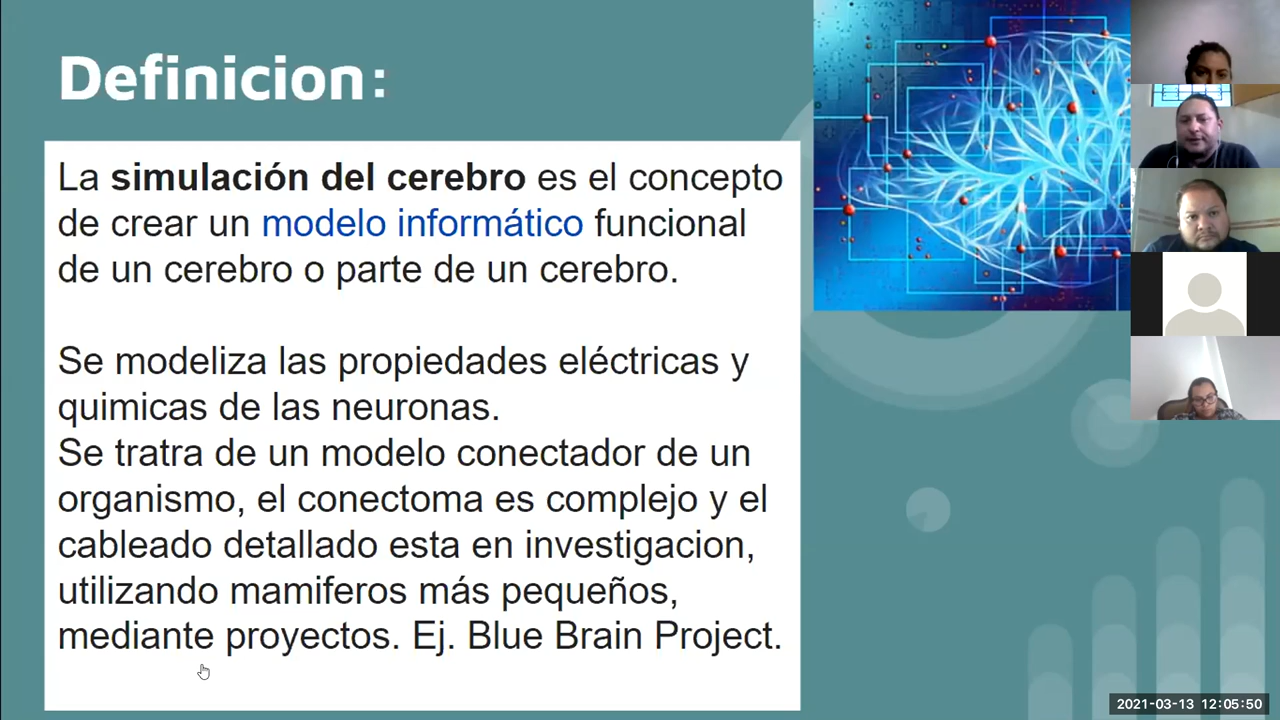 Definicion:
La simulación del cerebro es el concepto
de crear un modelo informático funcional
de un cerebro o parte de un cerebro.
Se modeliza las propiedades eléctricas y
quimicas de las neuronas.
Se tratra de un modelo conectador de un
organismo, el conectoma es complejo y el
cableado detallado esta en investigacion,
utilizando mamiferos más pequeños,
mediante proyectos. Ej. Blue Brain Project.
2021-03-13 12:05:50